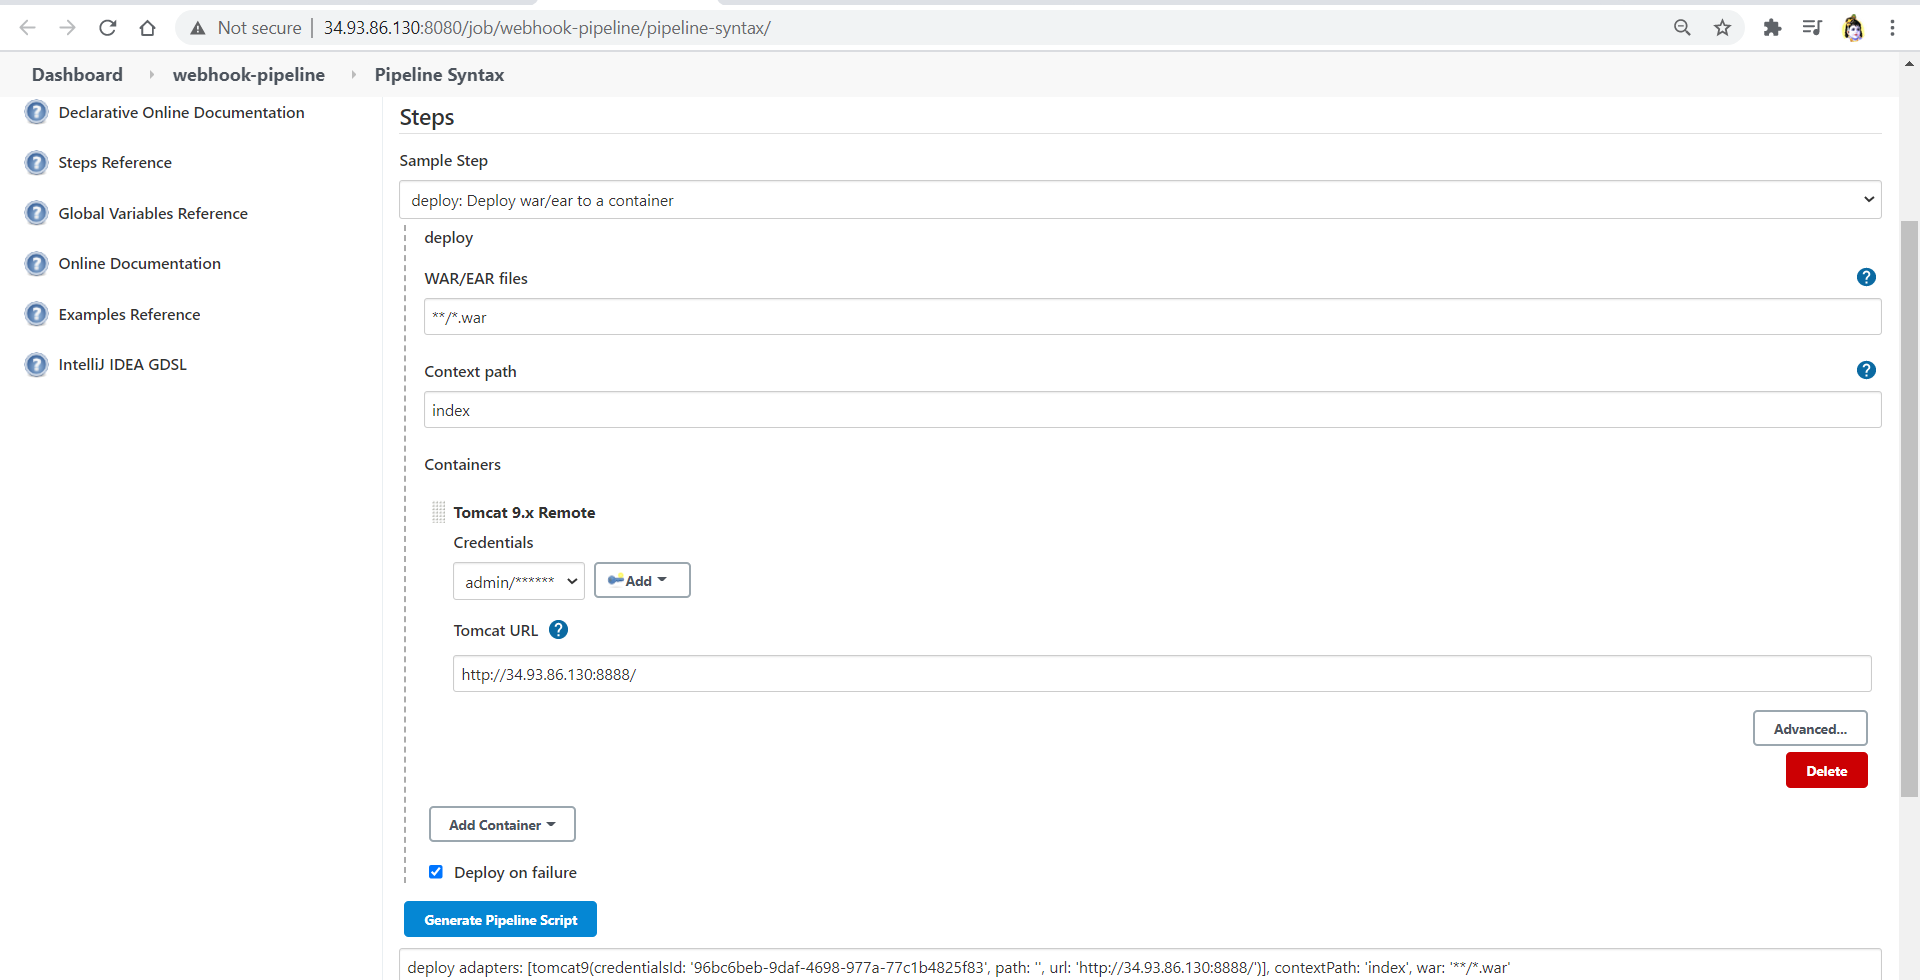 Not secure | 34.93.86.130:8080/job/webhook-pipeline/pipeline-syntax/
Dashboard webhook-pipeline Pipeline Syntax
Declarative Online Documentation
Steps Reference
Global Variables Reference
Online Documentation
Examples Reference
IntelliJ IDEA GDSL
Steps
Sample Step
deploy: Deploy war/ear to a container
deploy
WAR/EAR files
**/*.war
Context path
index
Containers
Tomcat 9.x Remote
Credentials
admin/****** Add
Tomcat URL
http://34.93.86.130:8888/
Advanced...
Delete
Add Container
Deploy on failure
Generate Pipeline Script
deploy adapters: [tomcat9(credentialsId: '96bc6beb-9daf-4698-977a-77c1b4825f83', path: '', url: 'http://34.93.86.130:8888/')], contextPath: 'index', war: '**/*.war'